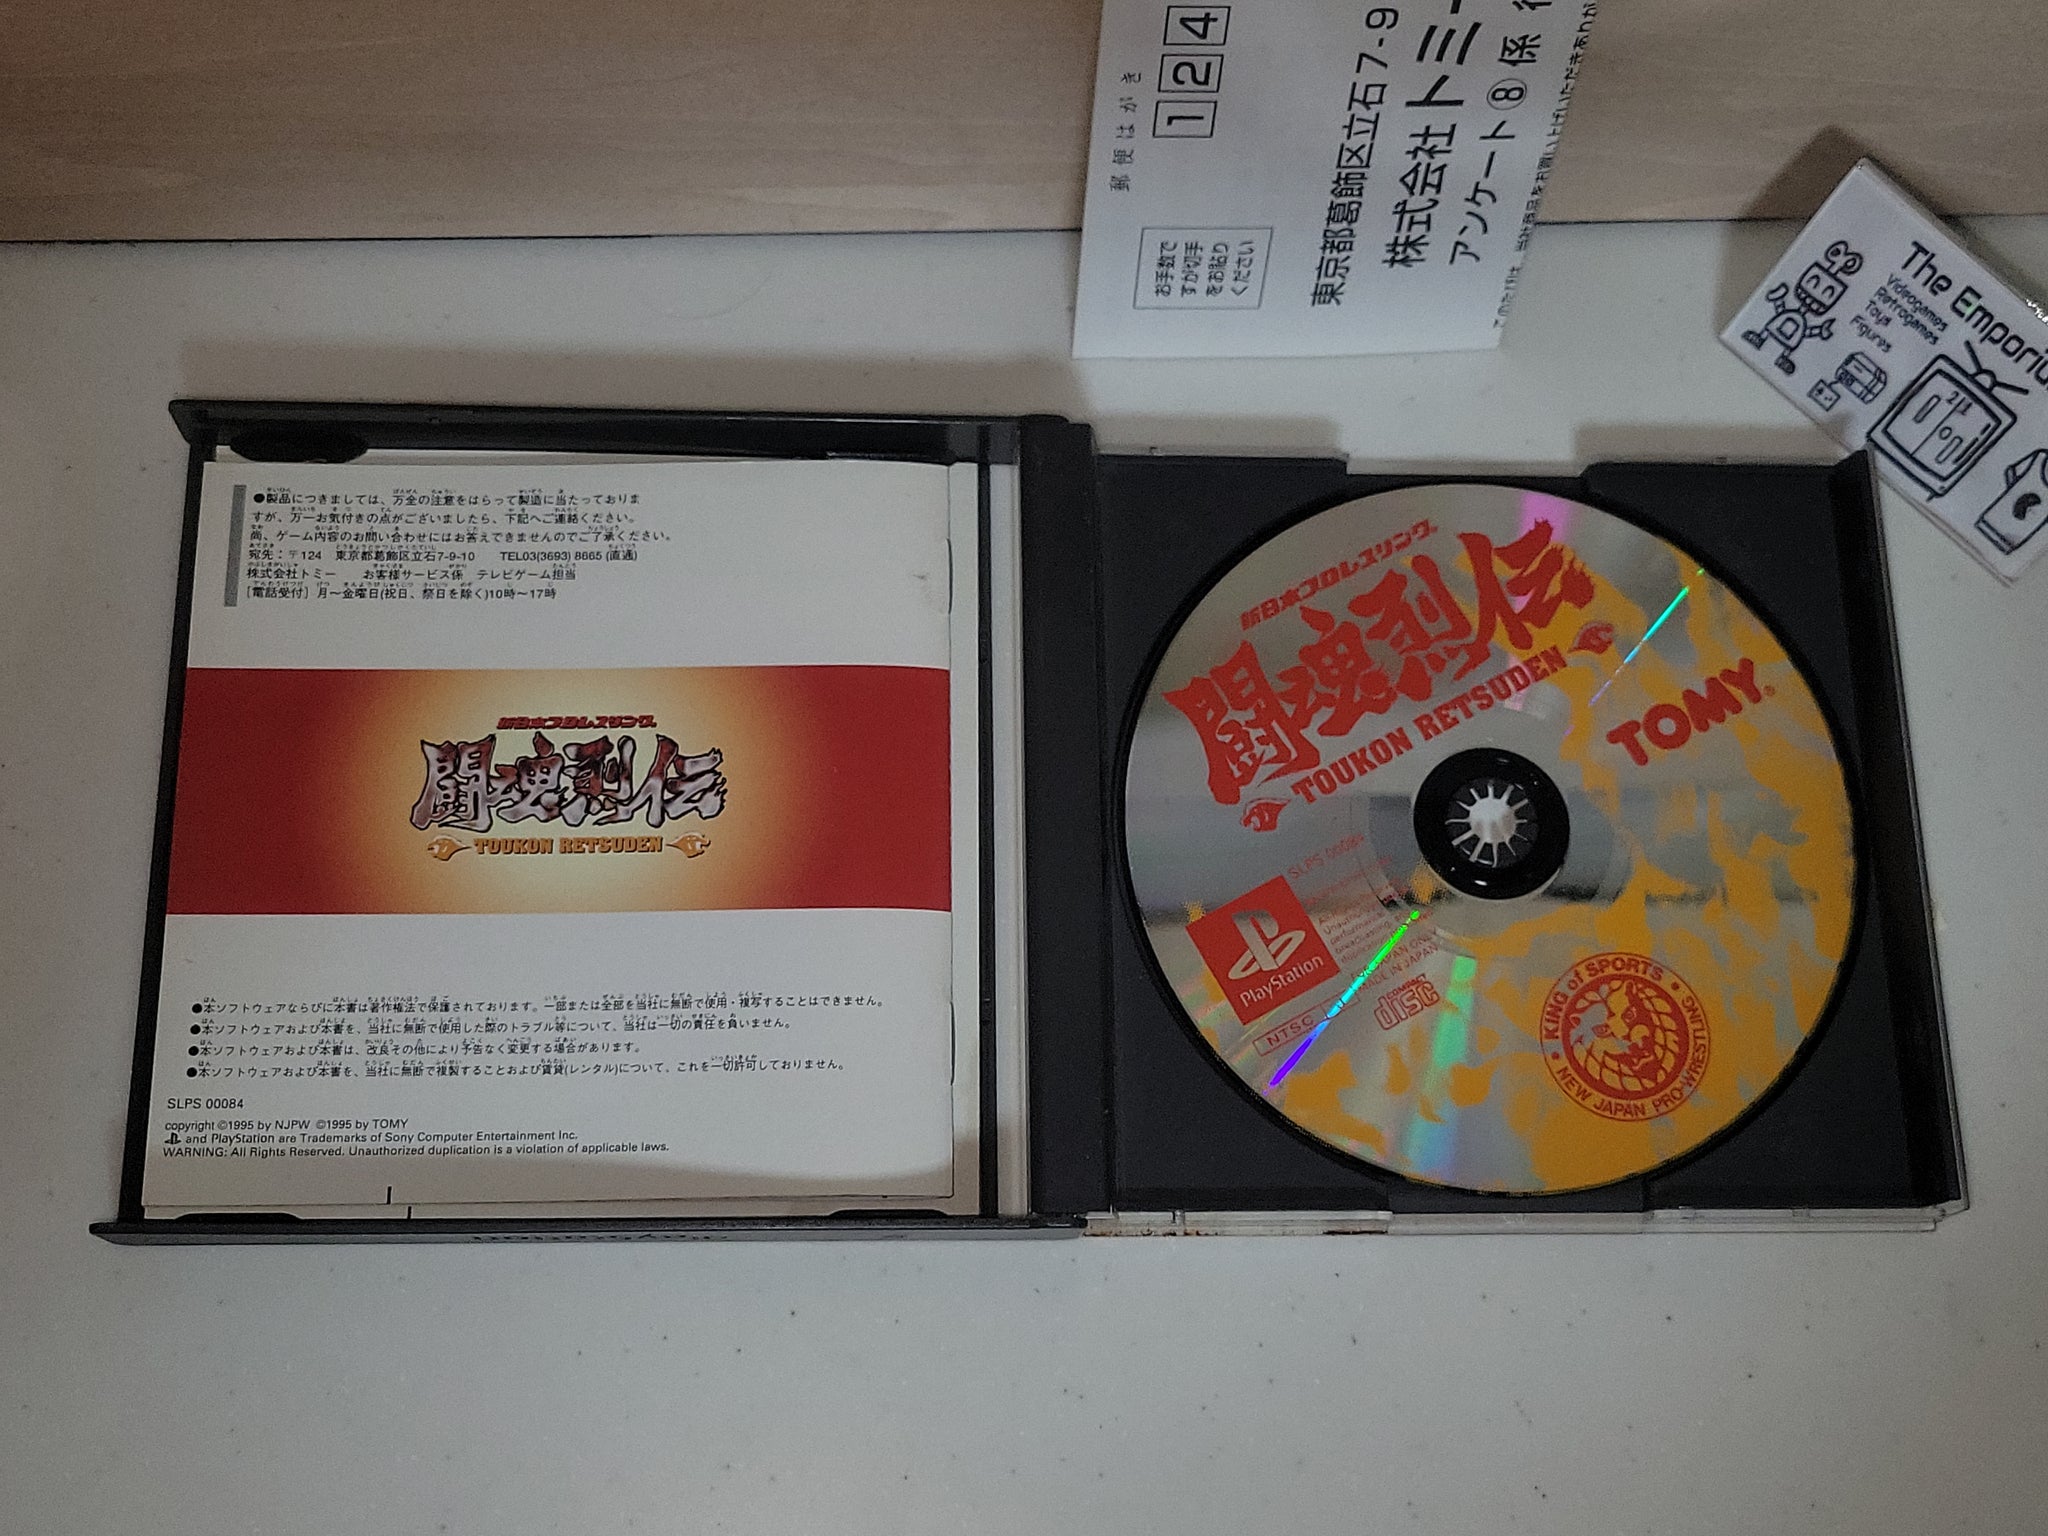 郵便はがき
124
お手数で
すが切手
をお貼り
ください
東京都葛飾区立石7-9
株式会社トミー
アンケート⑧係 行
The Emporiu
Videogames
Retrogames
Toys
Figures
●製品につきましては、万全の注意をはらって製造に当たっておりま
すが、万一お気付きの点がございましたら、下記へご連絡ください。
尚、ゲーム内容のお問い合わせにはお答えできませんのでご了承ください。
宛先：〒124 東京都葛飾区立石7-9-10 TEL03(3693) 8665 (直通)
株式会社トミー お客様サービス係 テレビゲーム担当
[電話受付] 月〜金曜日(祝日、祭日を除く)10時〜17時
新日本プロレスリング
闘魂烈伝
TOUKON RETSUDEN
●本ソフトウェアならびに本書は著作権法で保護されております。一部または全部を当社に無断で使用・複写することはできません。
●本ソフトウェアおよび本書を、当社に無断で使用した際のトラブル等について、当社は一切の責任を負いません。
●本ソフトウェアおよび本書は、改良その他により予告なく変更する場合があります。
●本ソフトウェアおよび本書を、当社に無断で複製することおよび賃貸(レンタル)について、これを一切許可しておりません。
SLPS 00084
copyright ©1995 by NJPW ©1995 by TOMY
and PlayStation are Trademarks of Sony Computer Entertainment Inc.
WARNING: All Rights Reserved. Unauthorized duplication is a violation of applicable laws.
新日本プロレスリング
闘魂烈伝
TOUKON RETSUDEN
TOMY
SLPS 00084
PlayStation
FOR JAPAN ONLY
MADE IN JAPAN
NTSC
COMPACT
disc
KING of SPORTS
NEW JAPAN PRO-WRESTLING